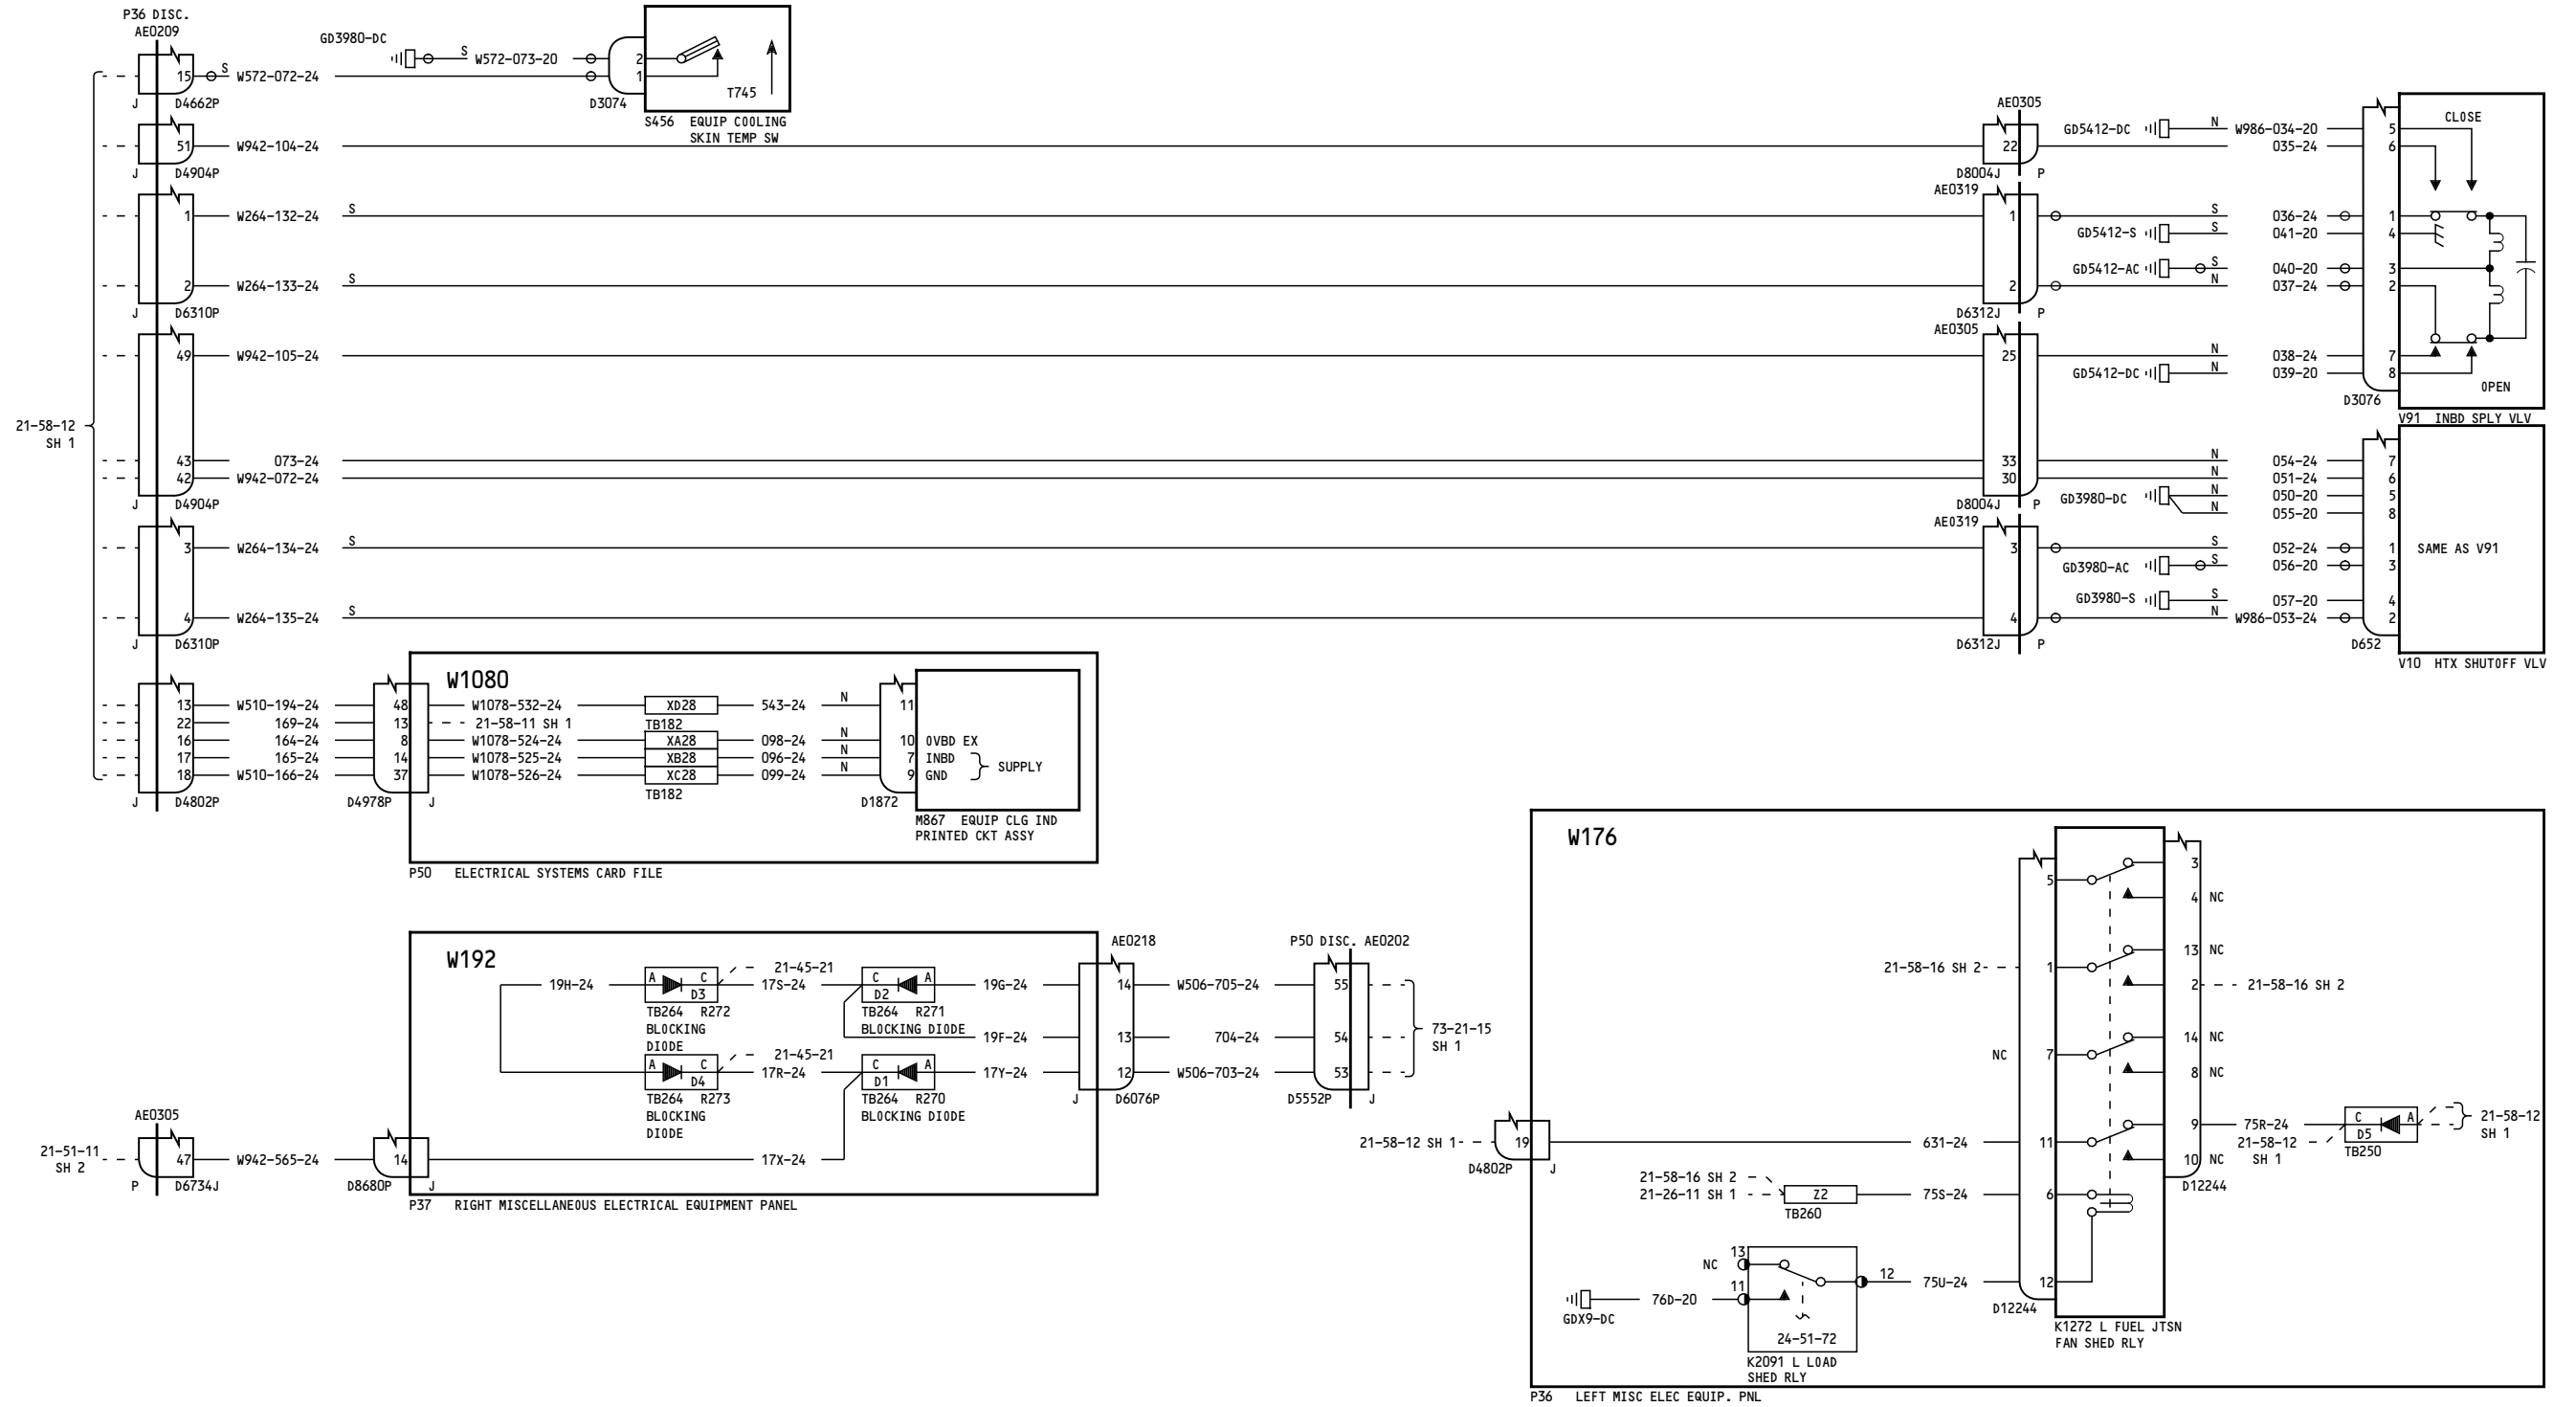 P36 DISC.
AE0209
15
J D4662P
S
W572-072-24
GD3980-DC
S
W572-073-20
2
1
D3074
T745
S456 EQUIP COOLING
SKIN TEMP SW
51
J D4904P
W942-104-24
AE0305
22
D8004J P
GD5412-DC
N
W986-034-20
035-24
5
6
CLOSE
1
2
J D6310P
W264-132-24
S
W264-133-24
S
AE0319
1
2
D6312J P
S
036-24
1
GD5412-S
S
041-20
4
GD5412-AC
S
040-20
3
N
037-24
2
49
W942-105-24
AE0305
25
N
038-24
7
GD5412-DC
N
039-20
8
OPEN
D3076
V91 INBD SPLY VLV
21-58-12
SH 1
43
073-24
42
W942-072-24
J D4904P
33
30
D8004J P
N
054-24
7
N
051-24
6
GD3980-DC
N
050-20
5
N
055-20
8
3
W264-134-24
S
4
W264-135-24
S
J D6310P
AE0319
3
4
D6312J P
S
052-24
1
SAME AS V91
GD3980-AC
S
056-20
3
GD3980-S
S
057-20
4
N
W986-053-24
2
D652
V10 HTX SHUTOFF VLV
W1080
13
W510-194-24
48
W1078-532-24
XD28
TB182
543-24
N
11
22
169-24
13
21-58-11 SH 1
16
164-24
8
W1078-524-24
XA28
098-24
N
10
OVBD EX
17
165-24
14
W1078-525-24
XB28
096-24
N
7
INBD
18
W510-166-24
37
W1078-526-24
XC28
TB182
099-24
N
9
GND
SUPPLY
J D4802P
D4978P J
D1872
M867 EQUIP CLG IND
PRINTED CKT ASSY
P50 ELECTRICAL SYSTEMS CARD FILE
W192
19H-24
A C
D3
TB264 R272
BLOCKING
DIODE
21-45-21
17S-24
C A
D2
TB264 R271
BLOCKING DIODE
19G-24
19F-24
A C
D4
TB264 R273
BLOCKING
DIODE
21-45-21
17R-24
C A
D1
TB264 R270
BLOCKING DIODE
17Y-24
AE0218
14
13
12
J D6076P
W506-705-24
704-24
W506-703-24
P50 DISC. AE0202
55
54
53
D5552P J
73-21-15
SH 1
21-51-11
SH 2
AE0305
47
P D6734J
W942-565-24
14
D8680P J
17X-24
P37 RIGHT MISCELLANEOUS ELECTRICAL EQUIPMENT PANEL
W176
5
3
4 NC
21-58-16 SH 2
1
13 NC
2
21-58-16 SH 2
NC
7
14 NC
8 NC
21-58-12 SH 1
19
D4802P J
631-24
11
9
75R-24
21-58-12
SH 1
C A
D5
TB250
21-58-12
SH 1
10 NC
D12244
21-58-16 SH 2
21-26-11 SH 1
Z2
TB260
75S-24
6
NC
13
11
12
75U-24
12
D12244
GDX9-DC
76D-20
24-51-72
K2091 L LOAD
SHED RLY
K1272 L FUEL JTSN
FAN SHED RLY
P36 LEFT MISC ELEC EQUIP. PNL